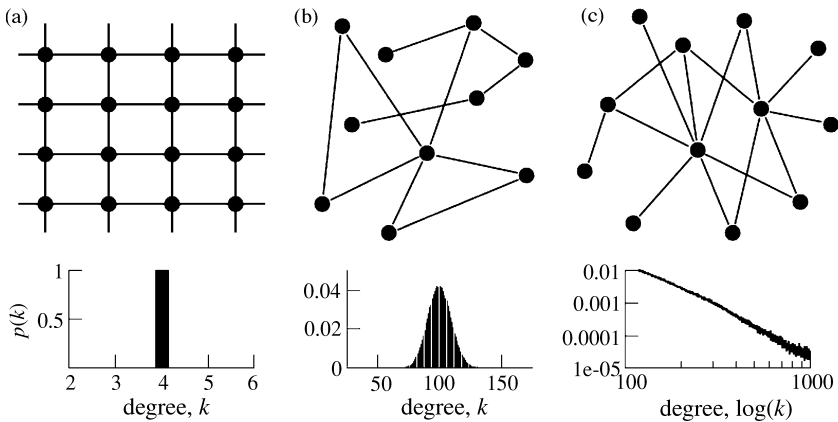 (a) (b) (c)
1
0.5
p(k)
2 3 4 5 6
degree, k
0.04
0.02
0
50 100 150
degree, k
0.01
0.001
0.0001
1e-05
100 1000
degree, log(k)